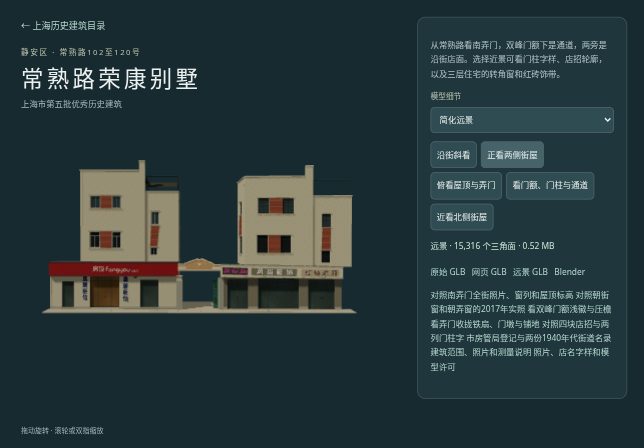 ← 上海历史建筑目录
静安区 · 常熟路102至120号
常熟路荣康别墅
上海市第五批优秀历史建筑
从常熟路看南弄门，双峰门额下是通道，两旁是
沿街店面。选择近景可看门柱字样、店招轮廓，
以及三层住宅的转角窗和红砖饰带。
模型细节
简化远景
沿街斜看
正看两侧街屋
俯看屋顶与弄门
看门额、门柱与通道
近看北侧街屋
远景 · 15,316 个三角面 · 0.52 MB
原始 GLB 网页 GLB 远景 GLB Blender
对照南弄门全街照片、窗列和屋顶标高 对照朝街
窗和朝弄窗的2017年实照 看双峰门额浅徽与压檐
看弄门收拢铁扇、门墩与铺地 对照四块店招与两
列门柱字 市房管局登记与两份1940年代街道名录
建筑范围、照片和测量说明 照片、店名字样和模
型许可
拖动旋转 · 滚轮或双指缩放